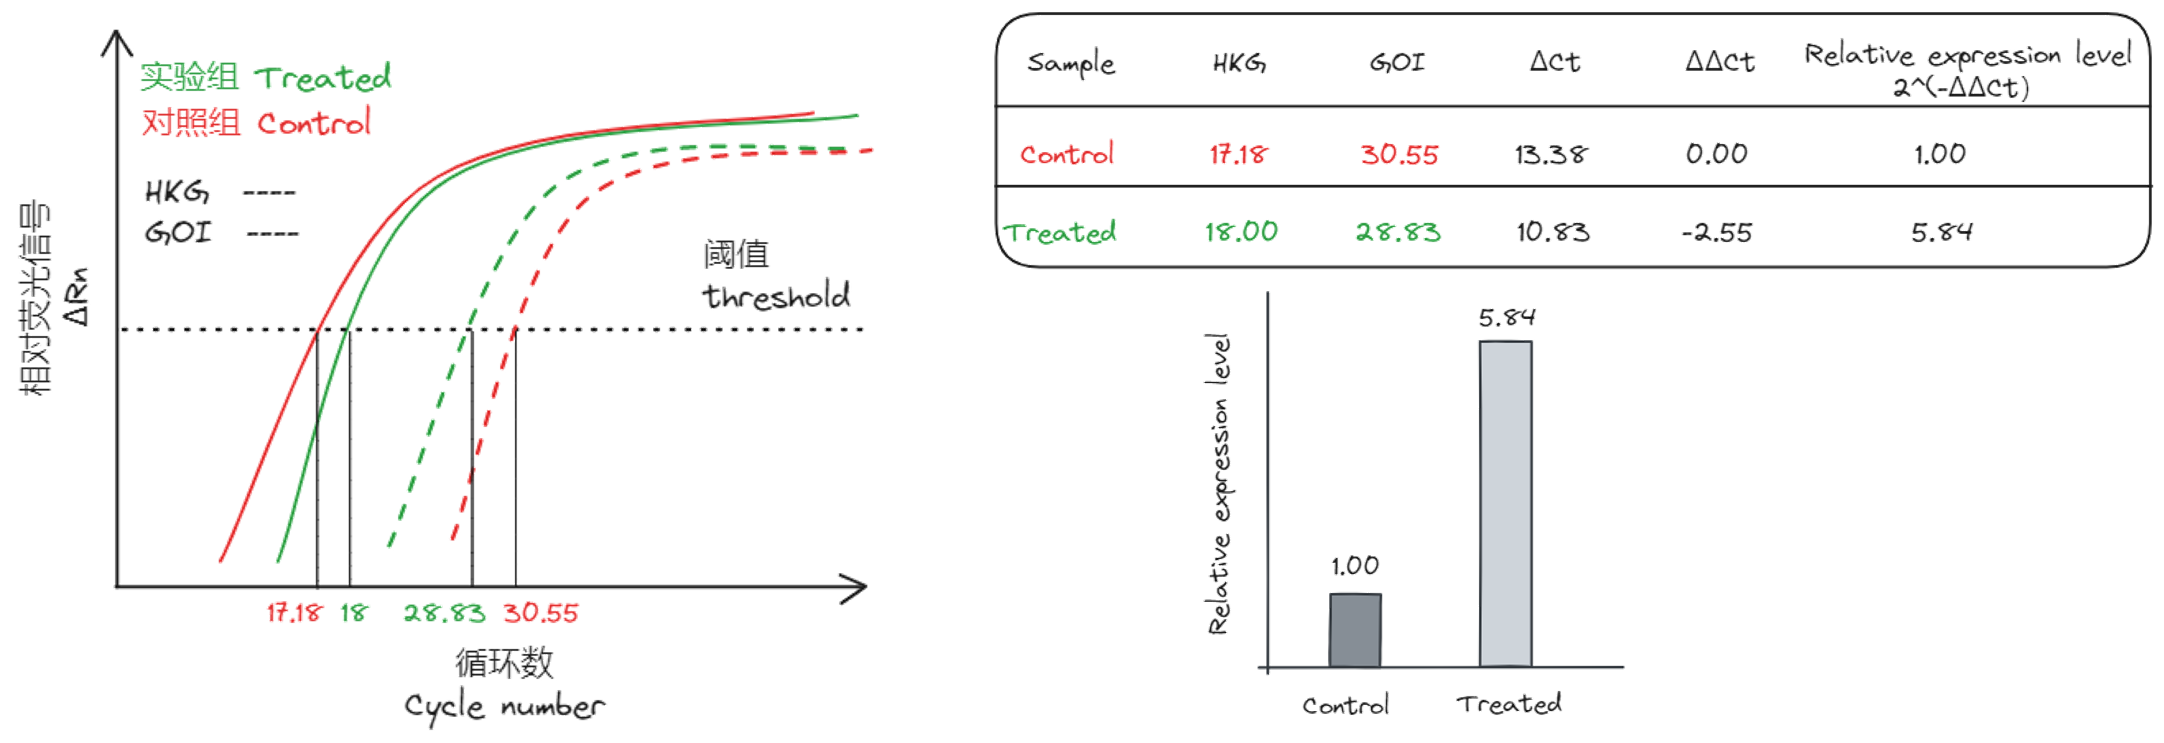 实验组 Treated
对照组 Control
HKG ----
GOI ----
阈值
threshold
相对荧光信号
ΔRn
17.18 18 28.83 30.55
循环数
Cycle number
Sample HKG GOI ΔCt ΔΔCt Relative expression level
2^(-ΔΔCt)
Control 17.18 30.55 13.38 0.00 1.00
Treated 18.00 28.83 10.83 -2.55 5.84
Relative expression level
5.84
1.00
Control Treated